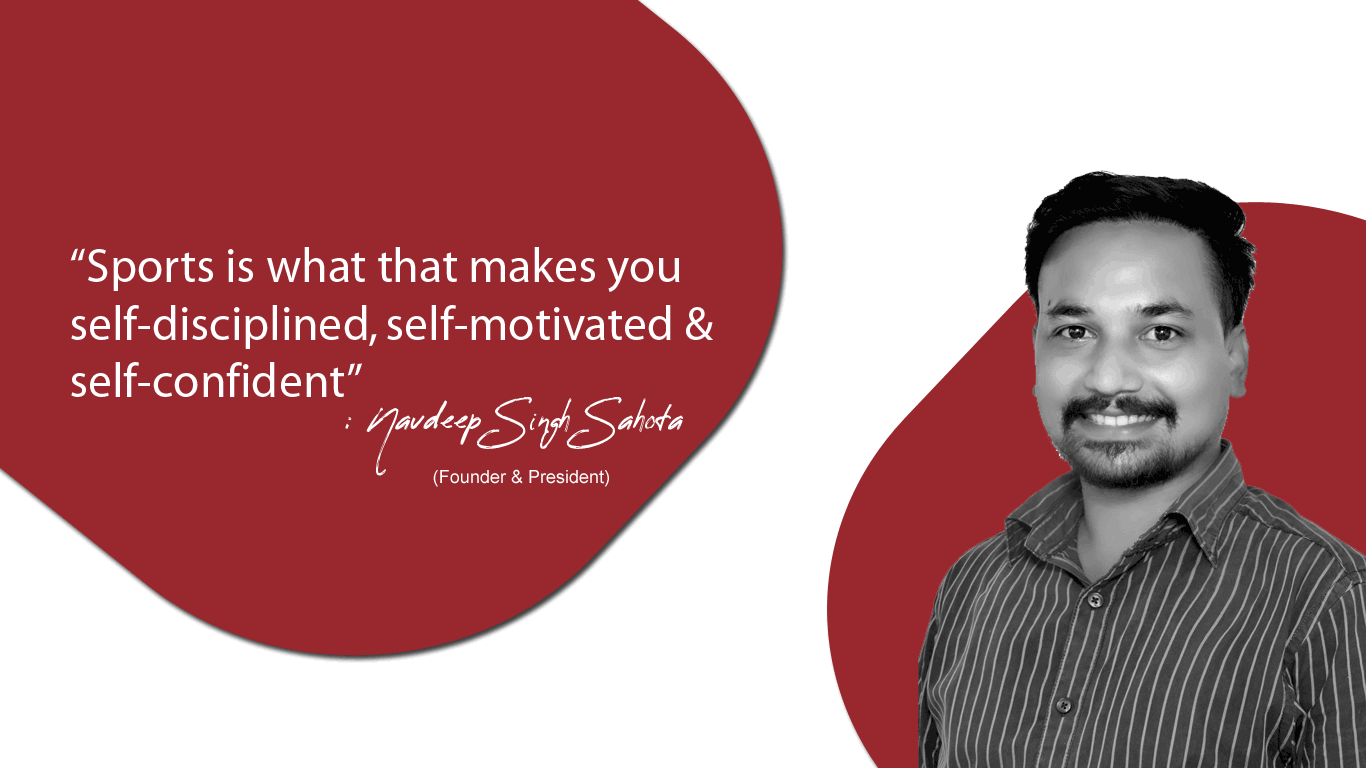 “Sports is what that makes you
self-disciplined, self-motivated &
self-confident”
: Navdeep Singh Sahota
(Founder & President)